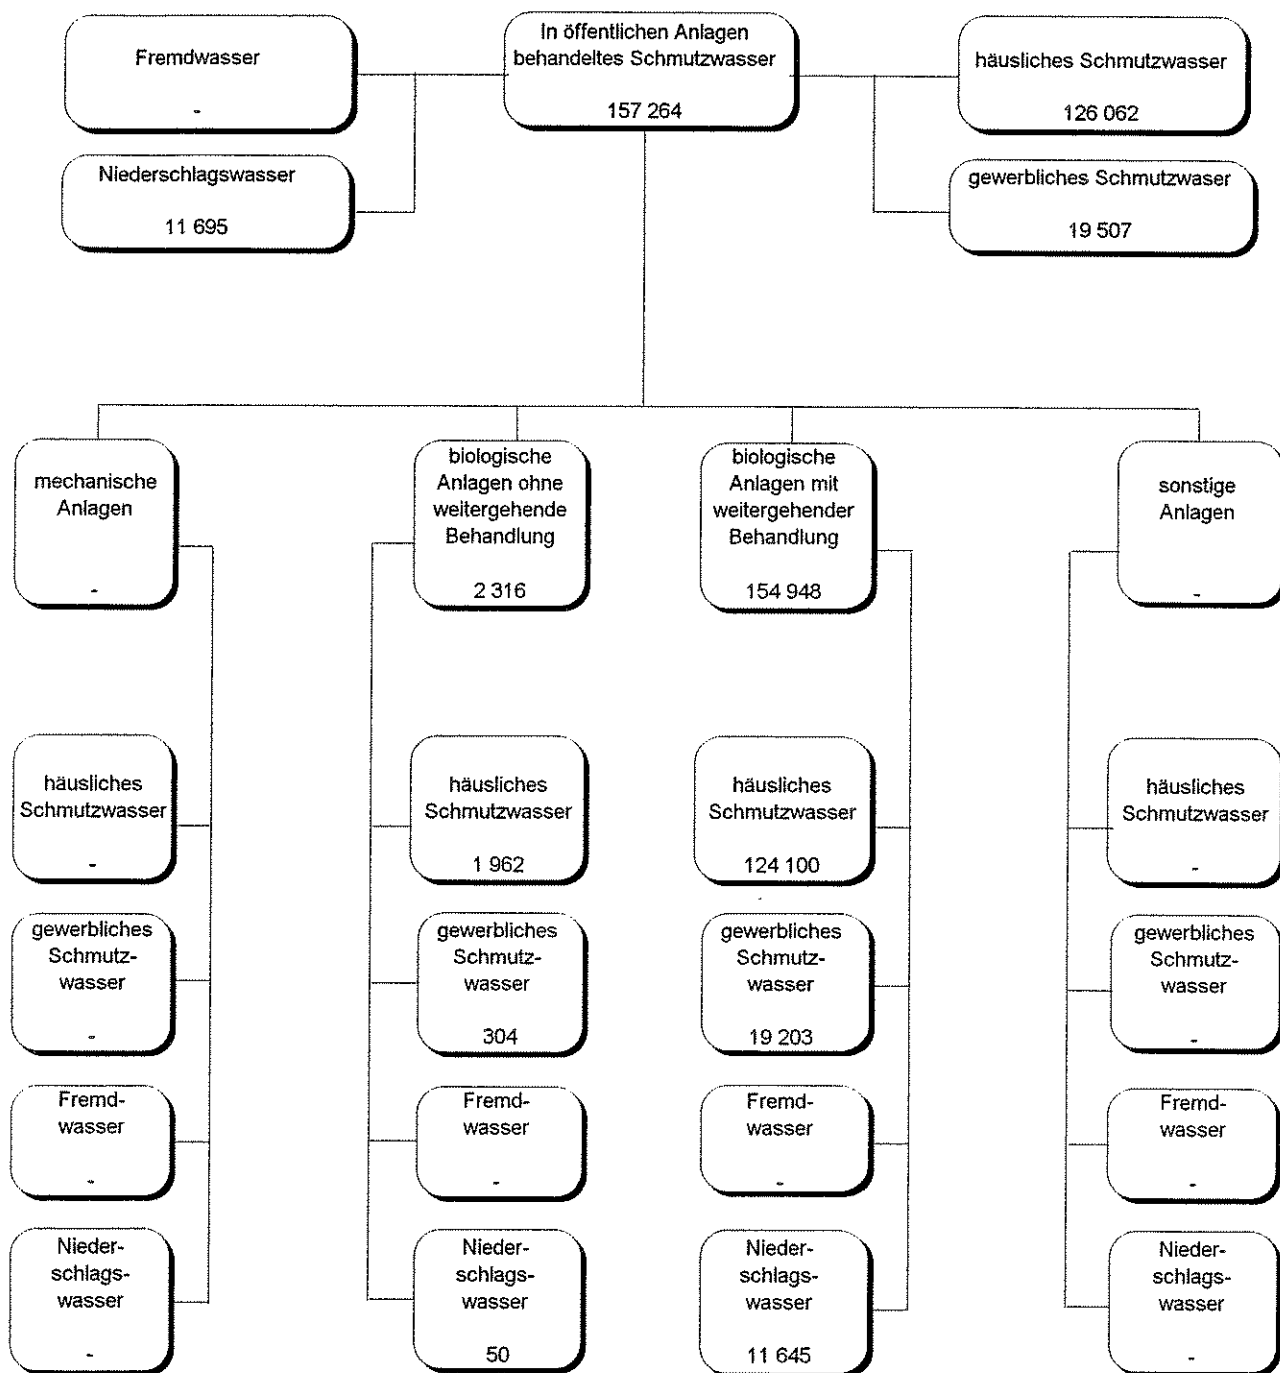 Fremdwasser
-
In öffentlichen Anlagen
behandeltes Schmutzwasser
157 264
häusliches Schmutzwasser
126 062
Niederschlagswasser
11 695
gewerbliches Schmutzwaser
19 507
mechanische
Anlagen
-
biologische
Anlagen ohne
weitergehende
Behandlung
2 316
biologische
Anlagen mit
weitergehender
Behandlung
154 948
sonstige
Anlagen
-
häusliches
Schmutzwasser
-
häusliches
Schmutzwasser
1 962
häusliches
Schmutzwasser
124 100
häusliches
Schmutzwasser
-
gewerbliches
Schmutz-
wasser
-
gewerbliches
Schmutz-
wasser
304
gewerbliches
Schmutz-
wasser
19 203
gewerbliches
Schmutz-
wasser
-
Fremd-
wasser
-
Fremd-
wasser
-
Fremd-
wasser
-
Fremd-
wasser
-
Nieder-
schlags-
wasser
-
Nieder-
schlags-
wasser
50
Nieder-
schlags-
wasser
11 645
Nieder-
schlags-
wasser
-